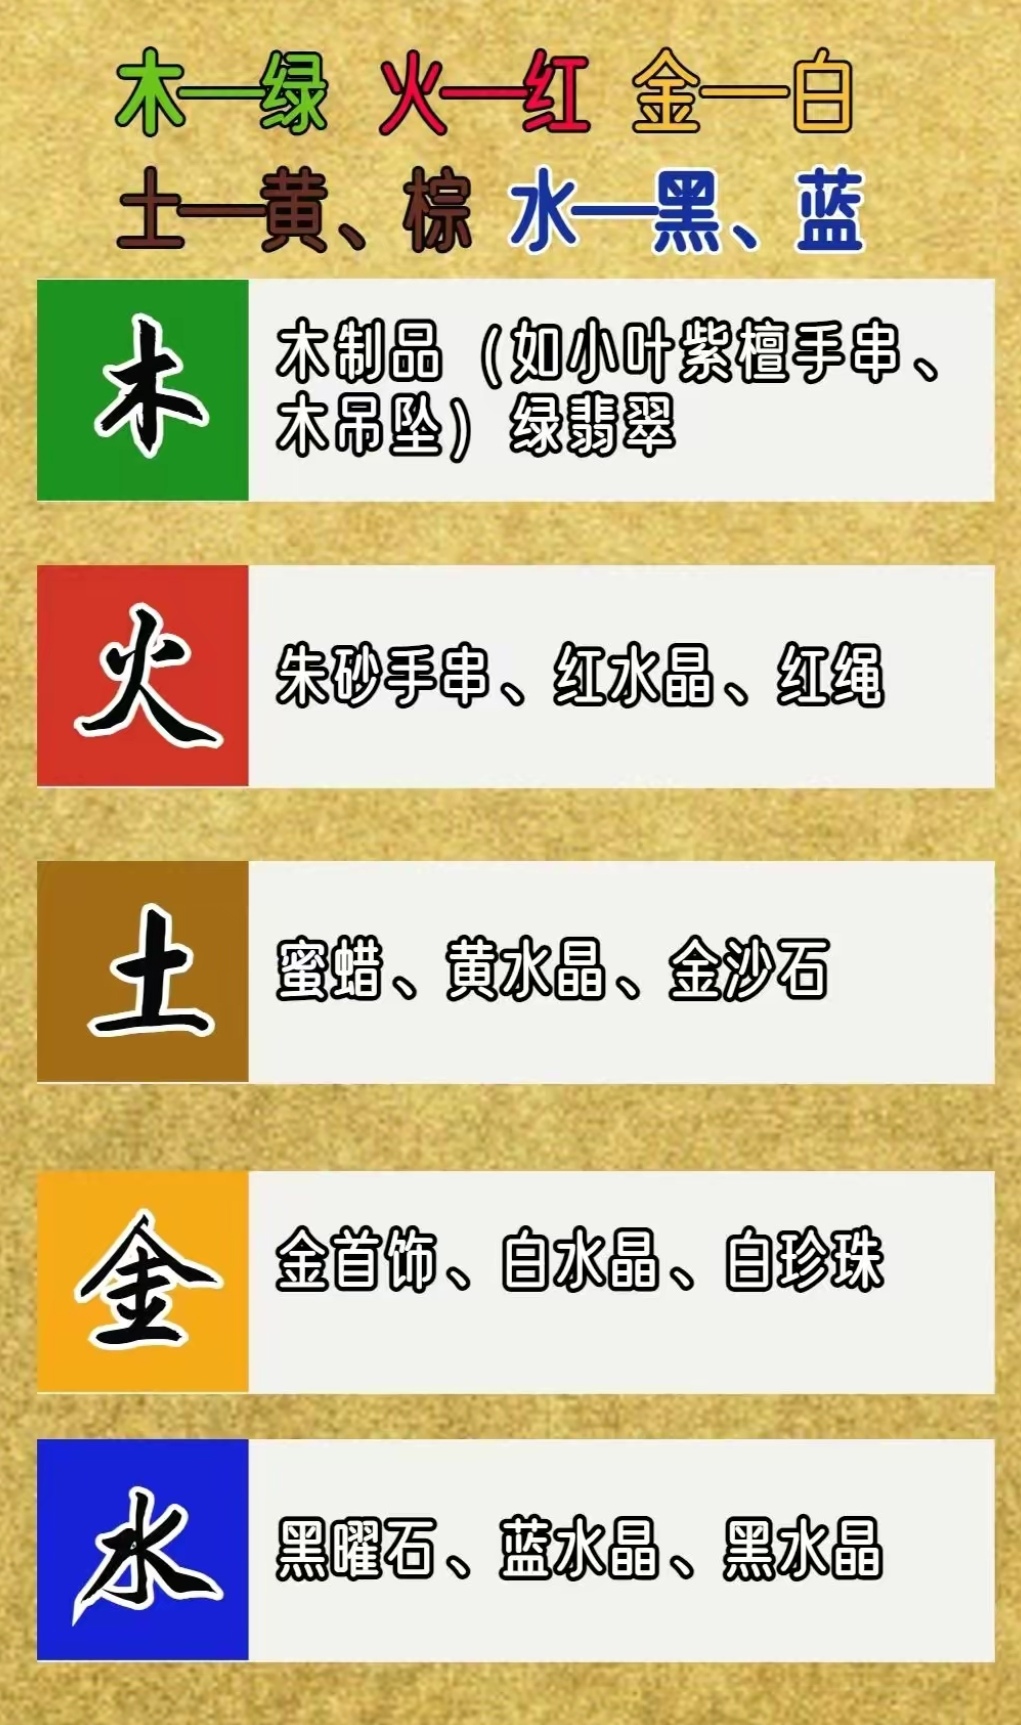 木—绿 火—红 金—白
土—黄、棕 水—黑、蓝
木
木制品（如小叶紫檀手串、
木吊坠）绿翡翠
火
朱砂手串、红水晶、红绳
土
蜜蜡、黄水晶、金沙石
金
金首饰、白水晶、白珍珠
水
黑曜石、蓝水晶、黑水晶